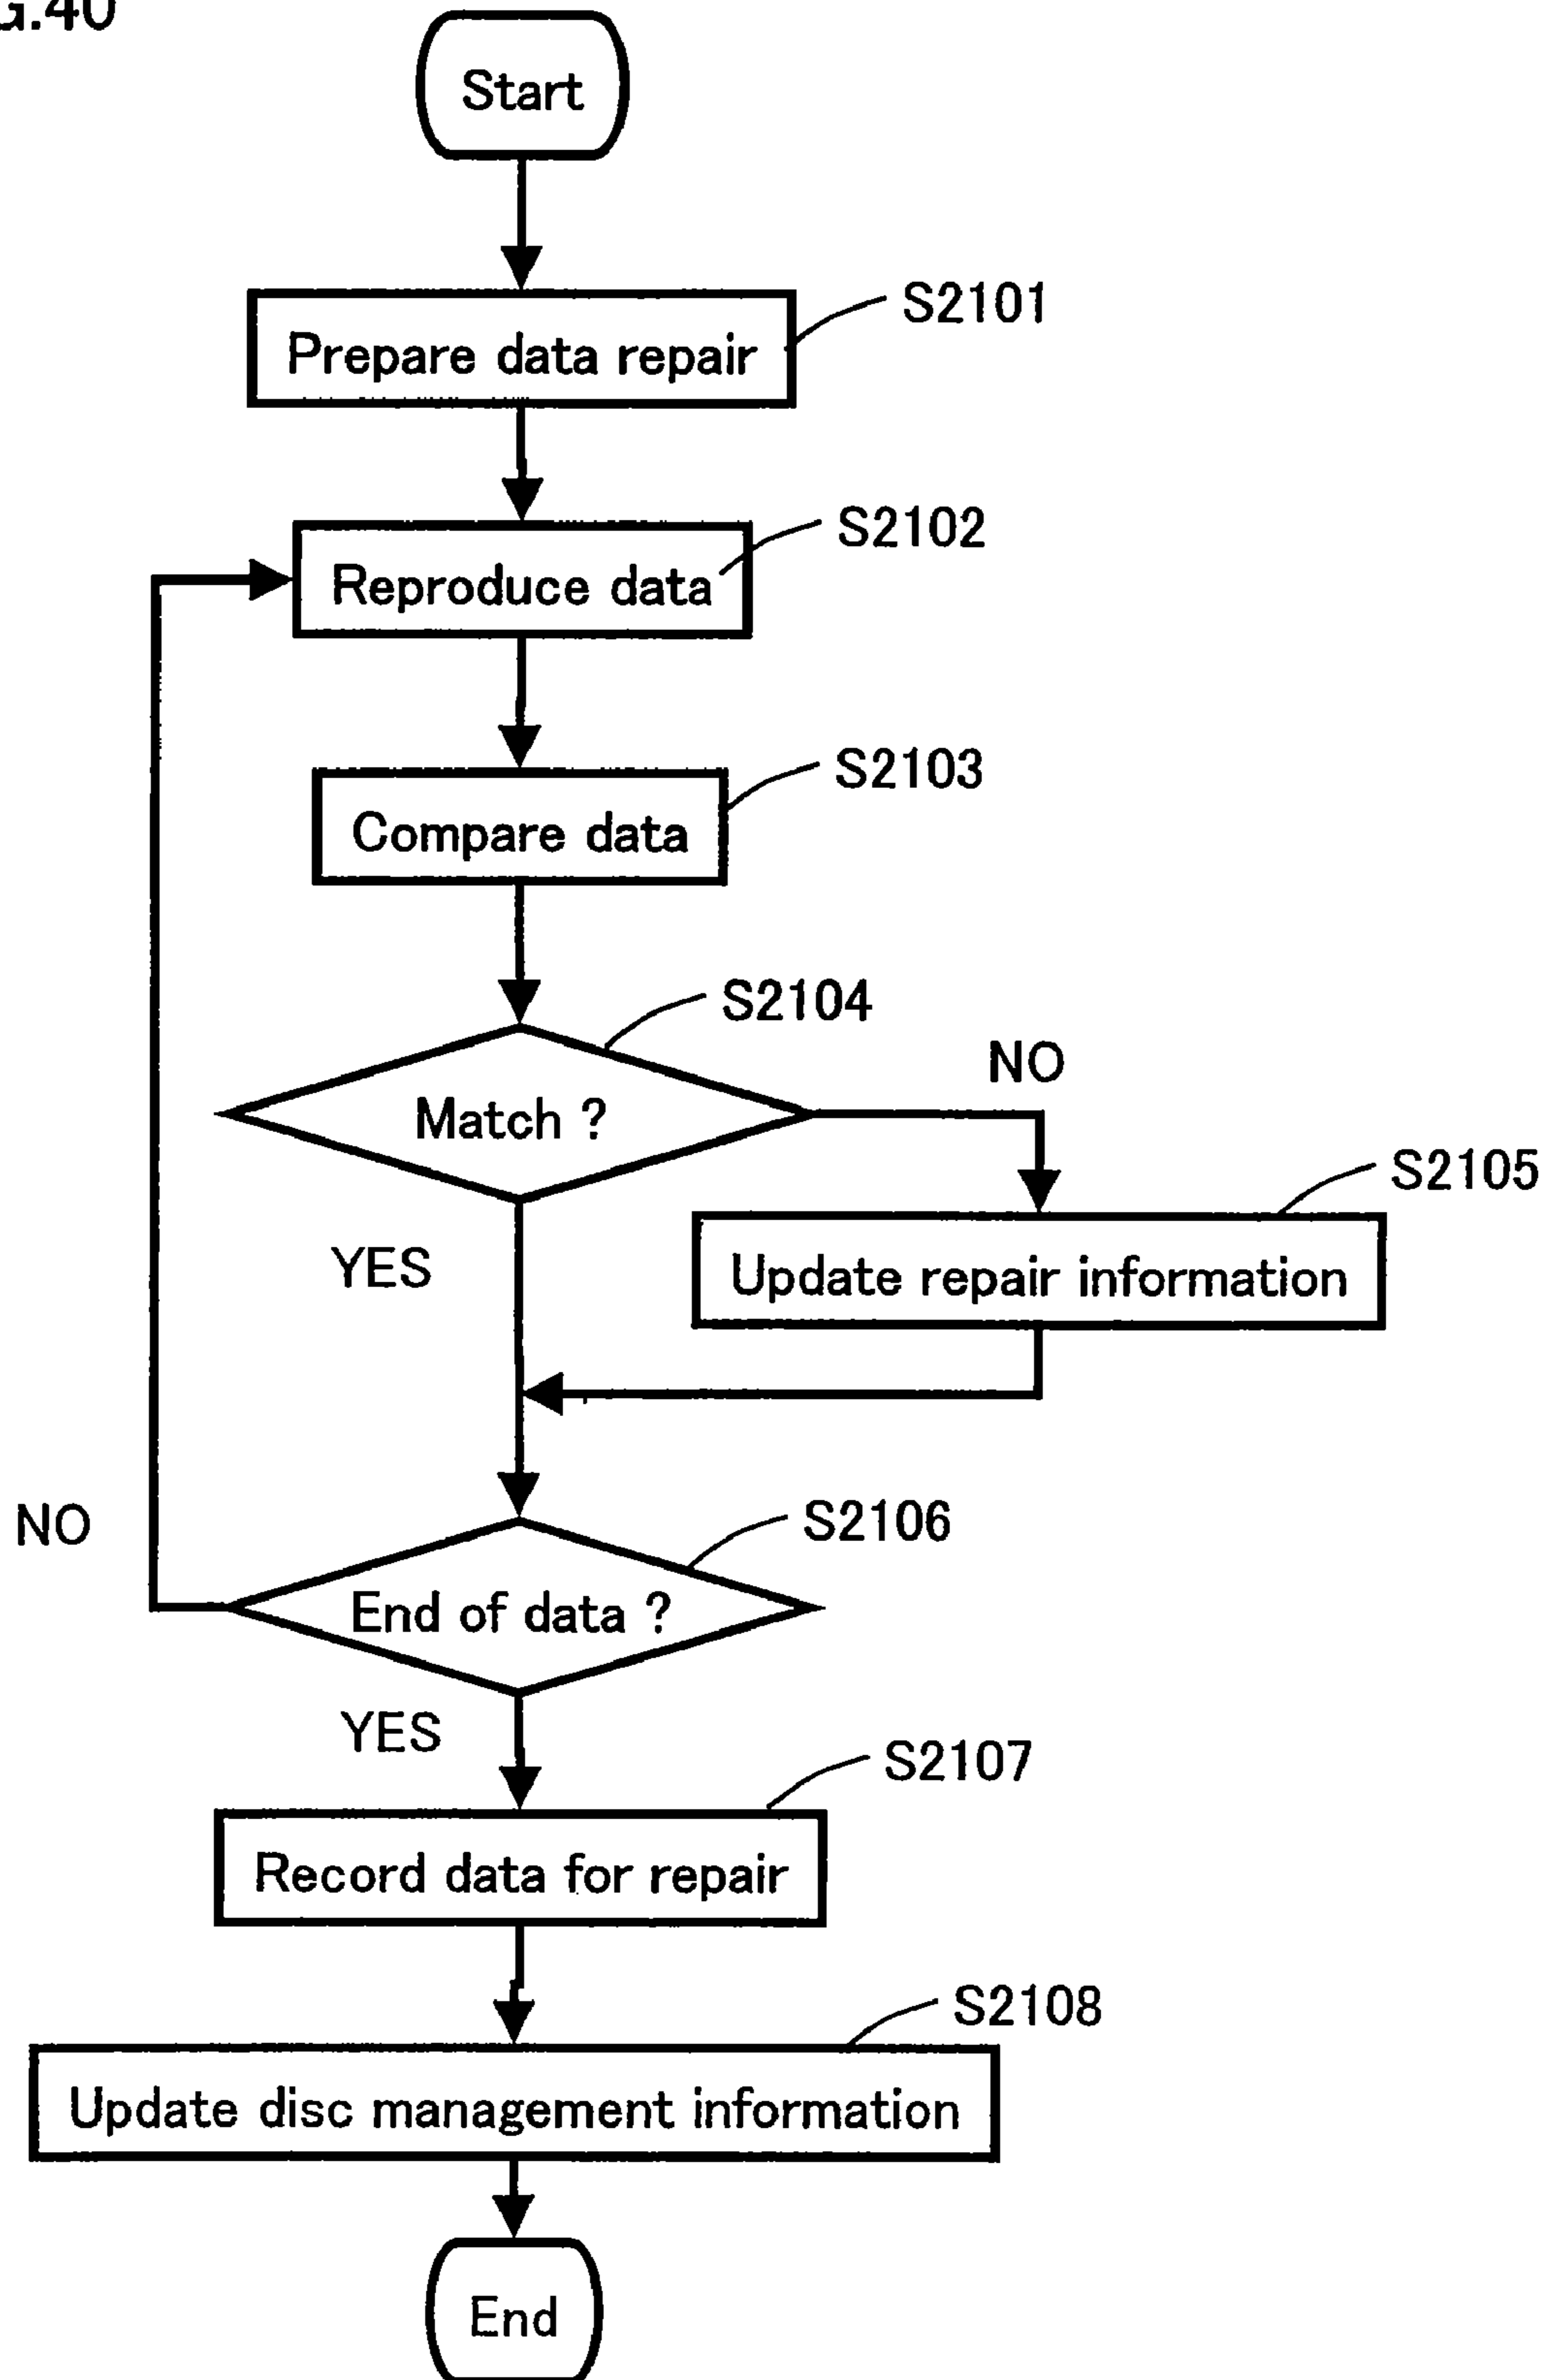 G.40
Start
S2101
Prepare data repair
S2102
Reproduce data
S2103
Compare data
S2104
NO
Match ?
S2105
YES
Update repair information
NO
S2106
End of data ?
YES
S2107
Record data for repair
S2108
Update disc management information
End